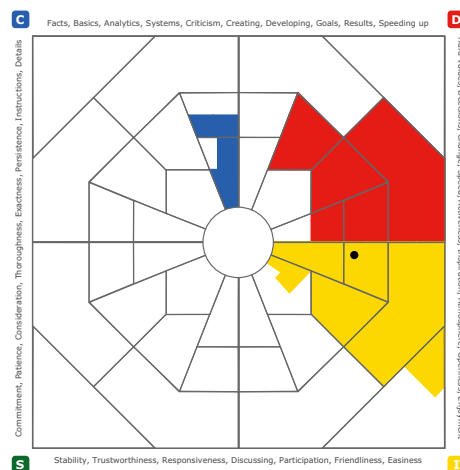 C
Facts, Basics, Analytics, Systems, Criticism, Creating, Developing, Goals, Results, Speeding up
D
Commitment, Patience, Consideration, Thoroughness, Exactness, Persistence, Instructions, Details
S
Stability, Trustworthiness, Responsiveness, Discussing, Participation, Friendliness, Easiness
I